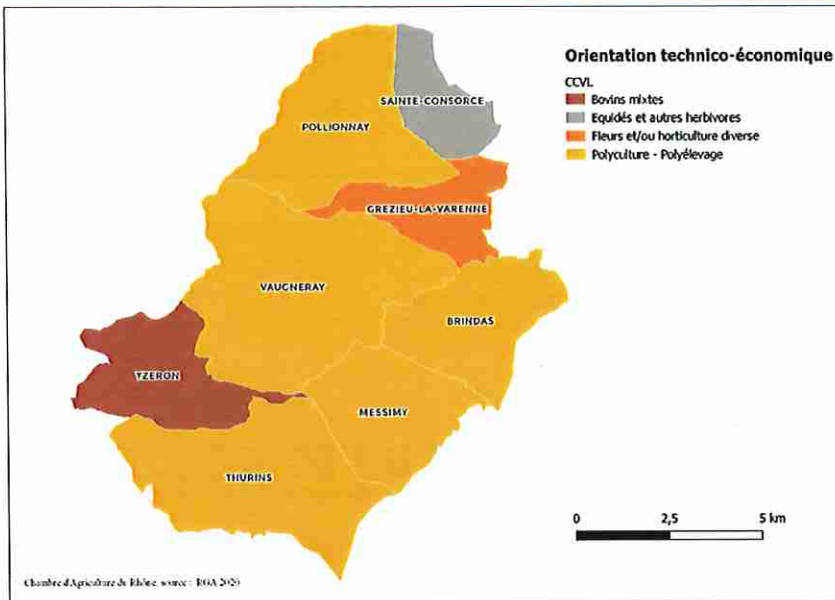 Orientation technico-économique
CCVL
Bovins mixtes
Equidés et autres herbivores
Fleurs et/ou horticulture diverse
Polyculture - Polyélevage
SAINTE-CONSORCE
POLLIONNAY
GREZIEU-LA-VARENNE
VAUGNERAY
BRINDAS
YZERON
MESSIMY
THURINS
0 2,5 5 km
Chambre d'Agriculture du Rhône, source : RGA 2020